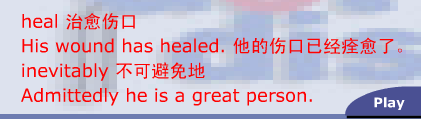 heal 治愈伤口
His wound has healed. 他的伤口已经痊愈了。
inevitably 不可避免地
Admittedly he is a great person.
Play